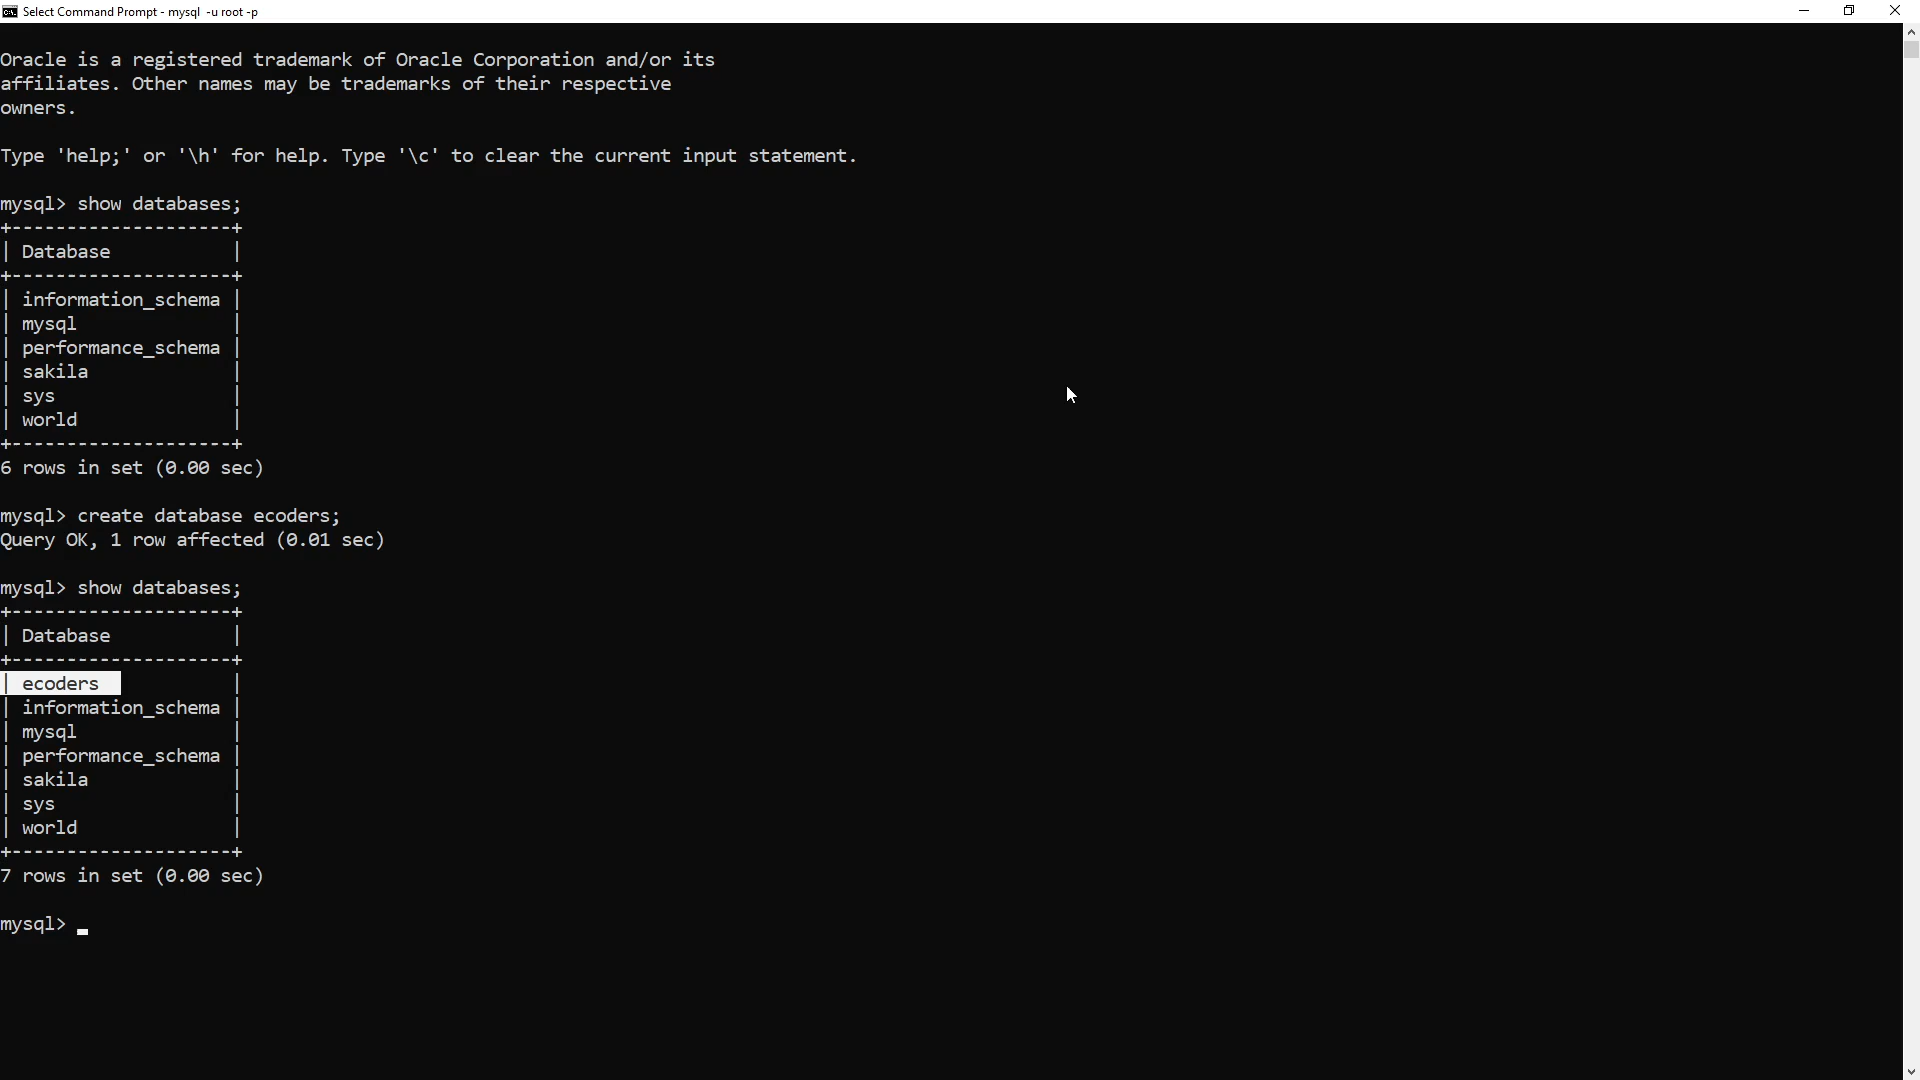 Select Command Prompt - mysql  -u root -p
Oracle is a registered trademark of Oracle Corporation and/or its
affiliates. Other names may be trademarks of their respective
owners.
Type 'help;' or '\h' for help. Type '\c' to clear the current input statement.
mysql> show databases;
+--------------------+
| Database           |
+--------------------+
| information_schema |
| mysql              |
| performance_schema |
| sakila             |
| sys                |
| world              |
+--------------------+
6 rows in set (0.00 sec)
mysql> create database ecoders;
Query OK, 1 row affected (0.01 sec)
mysql> show databases;
+--------------------+
| Database           |
+--------------------+
| ecoders            |
| information_schema |
| mysql              |
| performance_schema |
| sakila             |
| sys                |
| world              |
+--------------------+
7 rows in set (0.00 sec)
mysql> _